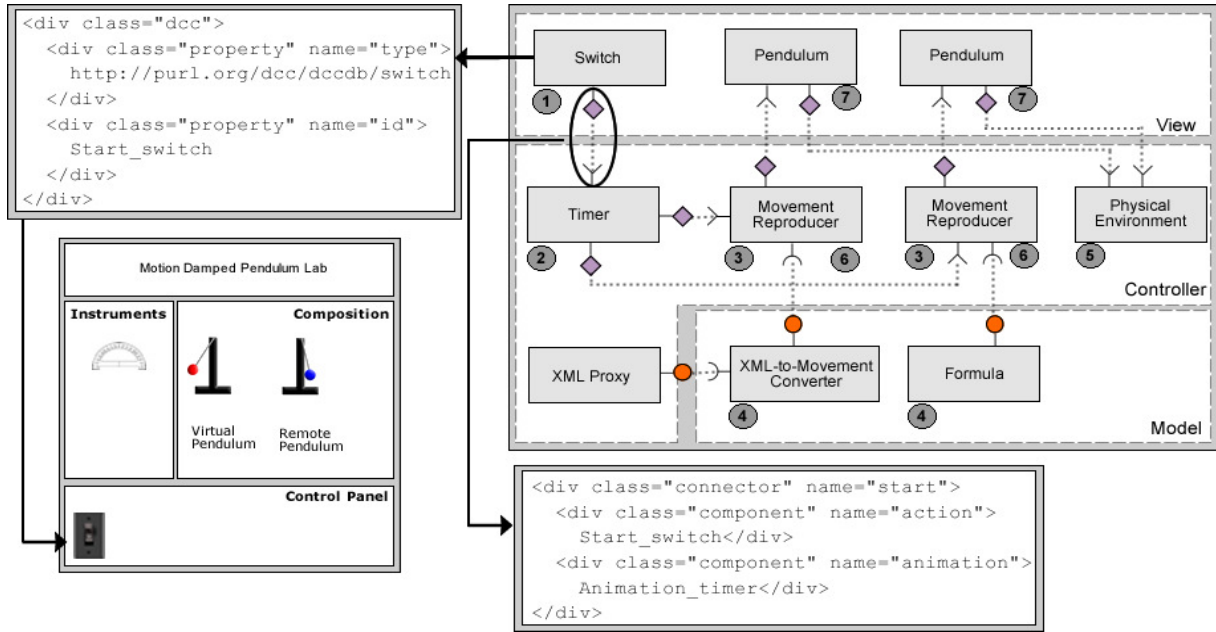 <div class="dcc">
<div class="property" name="type">
http://purl.org/dcc/dccdb/switch
</div>
<div class="property" name="id">
Start_switch
</div>
</div>
Motion Damped Pendulum Lab
Instruments
Composition
Virtual
Pendulum
Remote
Pendulum
Control Panel
Switch
1
Pendulum
7
Pendulum
7
View
Timer
2
Movement
Reproducer
3
6
Movement
Reproducer
3
6
Physical
Environment
5
Controller
XML Proxy
XML-to-Movement
Converter
4
Formula
4
Model
<div class="connector" name="start">
<div class="component" name="action">
Start_switch</div>
<div class="component" name="animation">
Animation_timer</div>
</div>